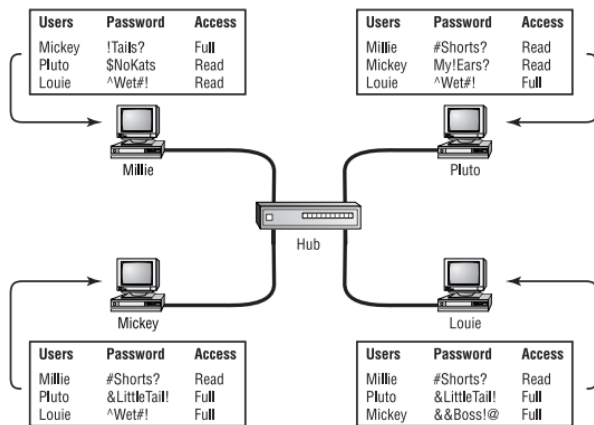 Users Password Access
Mickey !Tails? Full
Pluto $NoKats Read
Louie ^Wet#! Read
Users Password Access
Millie #Shorts? Read
Mickey My!Ears? Read
Louie ^Wet#! Full
Millie
Pluto
Hub
Mickey
Louie
Users Password Access
Millie #Shorts? Read
Pluto &LittleTail! Full
Louie ^Wet#! Full
Users Password Access
Millie #Shorts? Read
Pluto &LittleTail! Full
Mickey &&Boss!@ Full